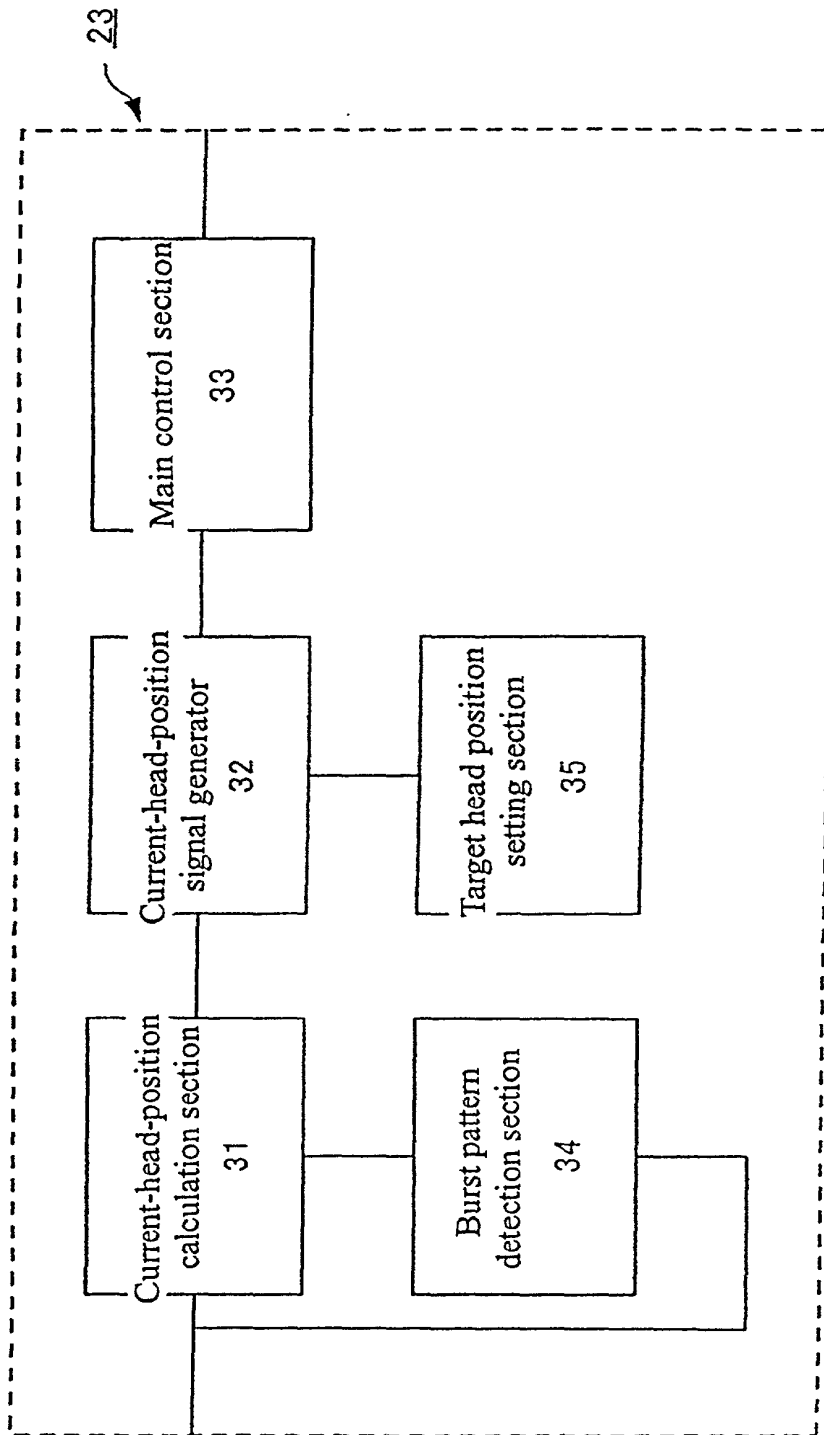 23
Current-head-position
calculation section
31
Current-head-position
signal generator
32
Main control section
33
Burst pattern
detection section
34
Target head position
setting section
35